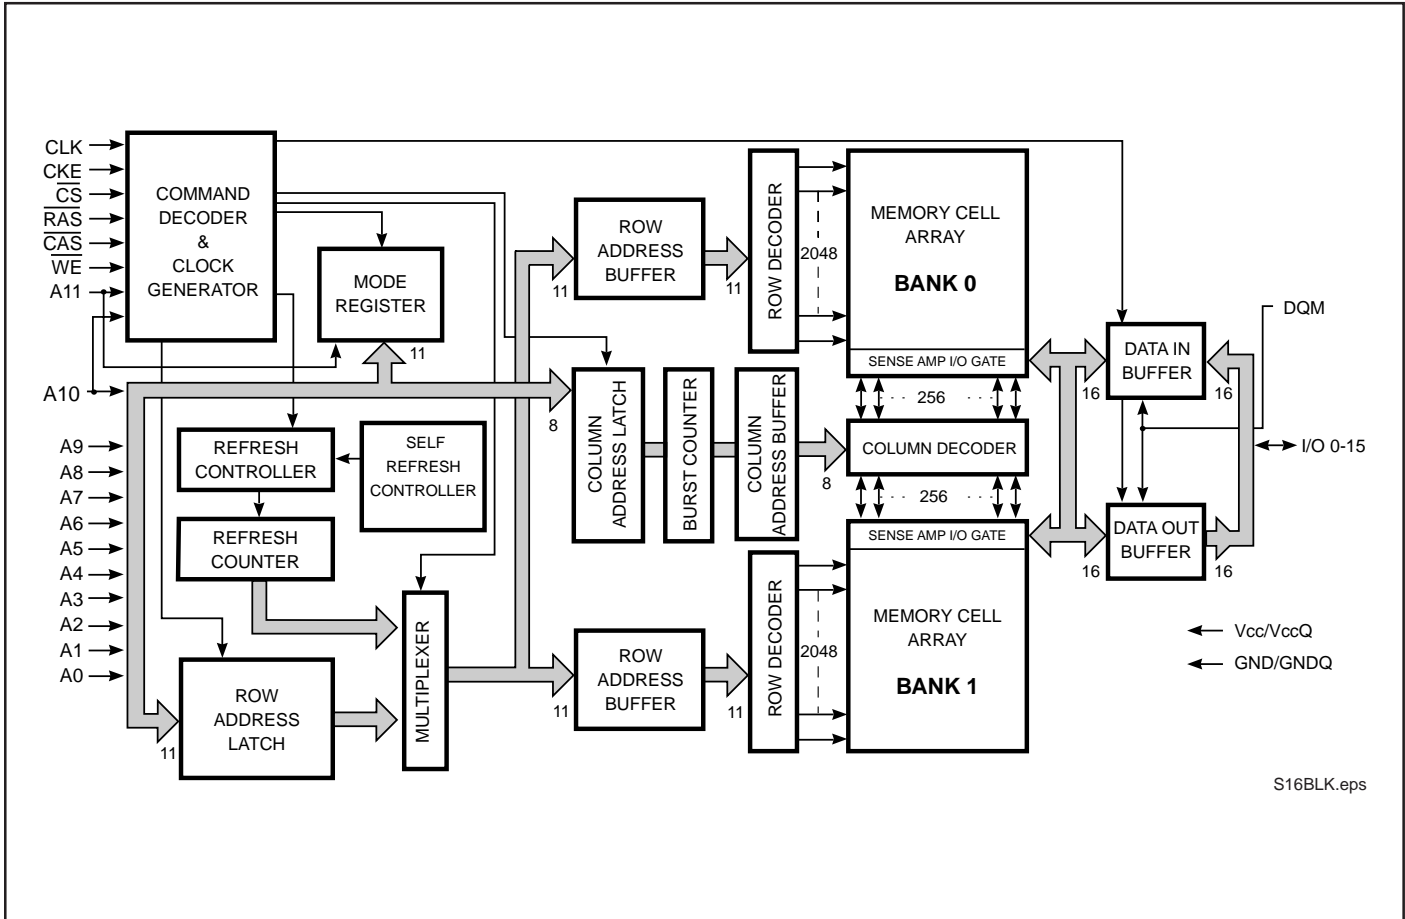 CLK
CKE
CS
RAS
CAS
WE
A11
A10
A9
A8
A7
A6
A5
A4
A3
A2
A1
A0
COMMAND
DECODER
&
CLOCK
GENERATOR
MODE
REGISTER
11
REFRESH
CONTROLLER
SELF
REFRESH
CONTROLLER
REFRESH
COUNTER
ROW
ADDRESS
LATCH
11
MULTIPLEXER
ROW
ADDRESS
BUFFER
11
11
ROW DECODER
2048
MEMORY CELL
ARRAY
BANK 0
SENSE AMP I/O GATE
256
COLUMN
ADDRESS LATCH
8
BURST COUNTER
COLUMN
ADDRESS BUFFER
8
COLUMN DECODER
256
SENSE AMP I/O GATE
MEMORY CELL
ARRAY
BANK 1
ROW
ADDRESS
BUFFER
11
11
ROW DECODER
2048
DQM
DATA IN
BUFFER
16
16
I/O 0-15
DATA OUT
BUFFER
16
16
Vcc/VccQ
GND/GNDQ
S16BLK.eps